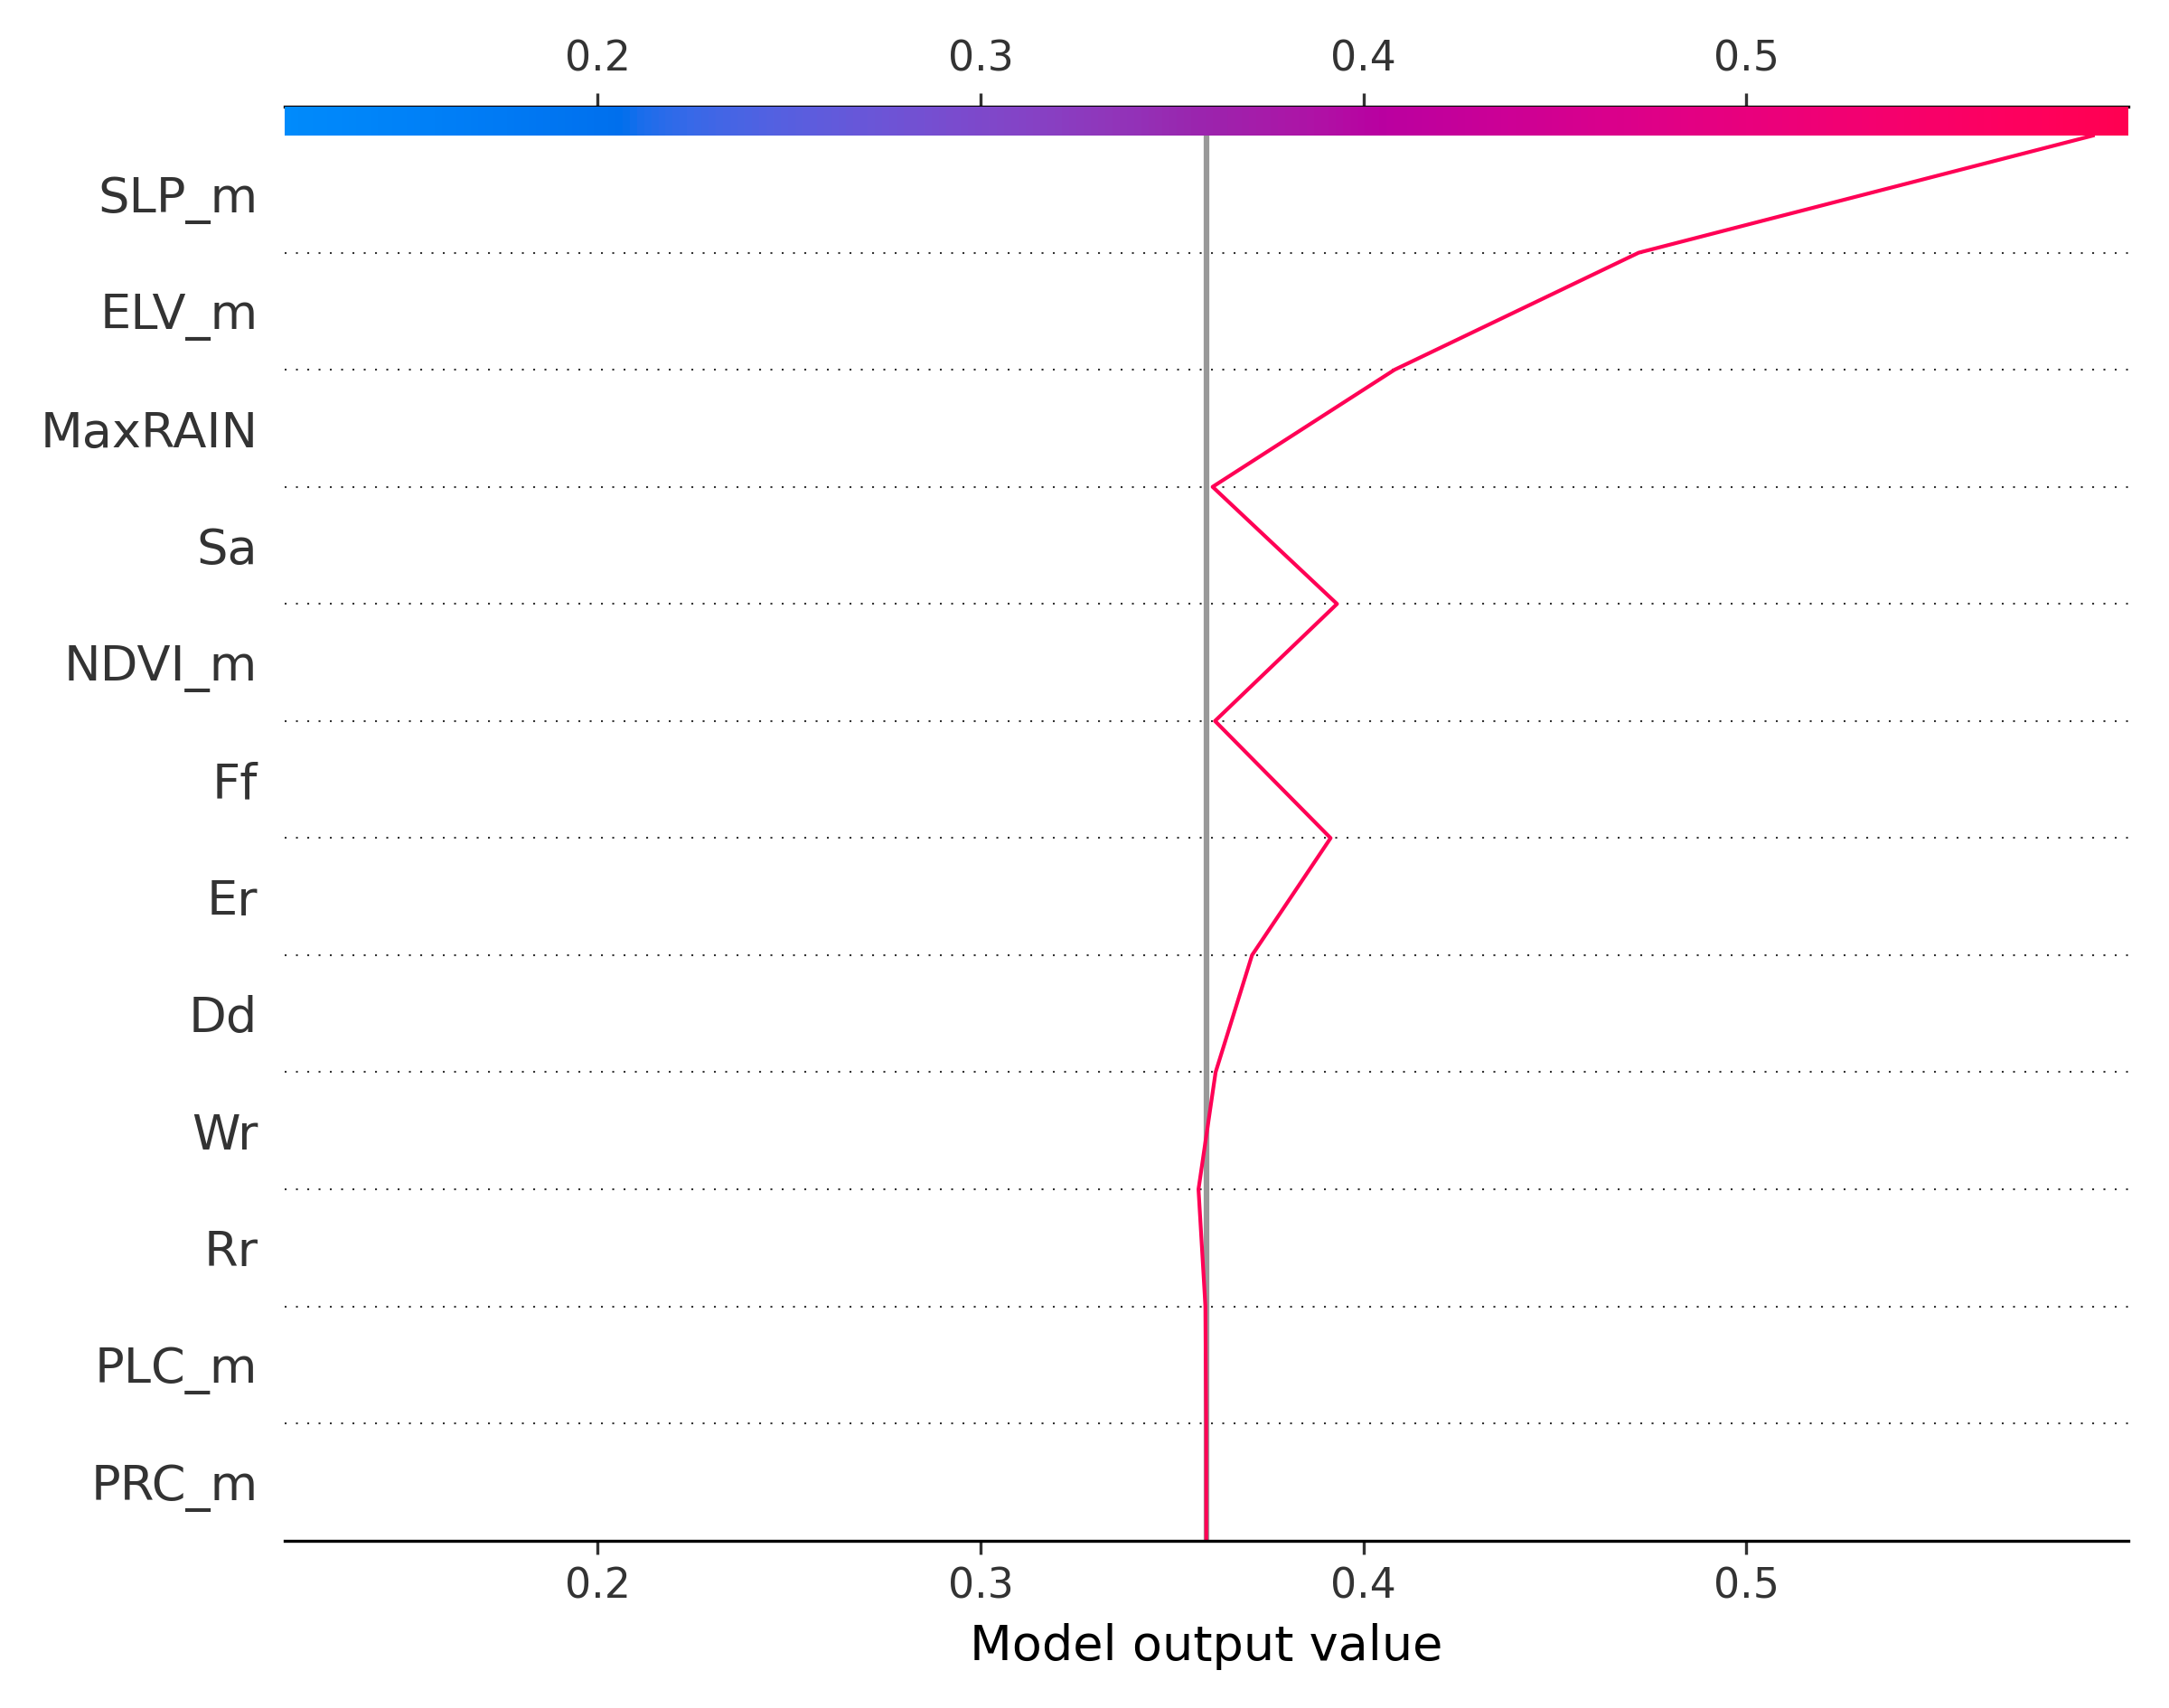 0.2 0.3 0.4 0.5
SLP_m
ELV_m
MaxRAIN
Sa
NDVI_m
Ff
Er
Dd
Wr
Rr
PLC_m
PRC_m
0.2 0.3 0.4 0.5
Model output value